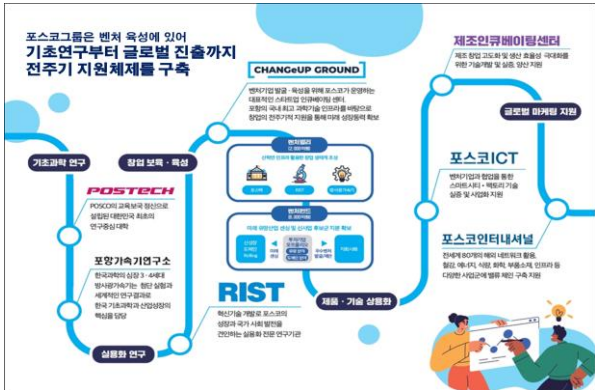 포스코그룹은 벤처 육성에 있어
기초연구부터 글로벌 진출까지
전주기 지원체제를 구축
기초과학 연구
POSTECH
POSCO의 교육보국 정신으로
설립된 대한민국 최초의
연구중심 대학
포항가속기연구소
한국과학의 심장 3·4세대
방사광가속기는 첨단 실험과
세계적인 연구결과로
한국 기초과학과 산업성장의
핵심을 담당
실용화 연구
창업 보육·육성
CHANGeUP GROUND
벤처기업 발굴·육성을 위해 포스코가 운영하는
대표적인 스타트업 인큐베이팅 센터.
포항의 국내 최고 과학기술 인프라를 바탕으로
창업의 전주기적 지원을 통해 미래 성장동력 확보
벤처밸리
벤처펀드
RIST
혁신기술 개발로 포스코의
성장과 국가 사회 발전을
견인하는 실용화 전문 연구기관
제품·기술 상용화
제조인큐베이팅센터
제조 창업 고도화 및 생산 효율성 극대화를
위한 기술개발 및 실증, 양산 지원
글로벌 마케팅 지원
포스코ICT
벤처기업과 협업을 통한
스마트시티·팩토리 기술
실증 및 사업화 지원
포스코인터내셔널
전세계 80개의 해외 네트워크 활용,
철강, 에너지, 식량, 화학, 부품소재, 인프라 등
다양한 사업군에 밸류 체인 구축 지원